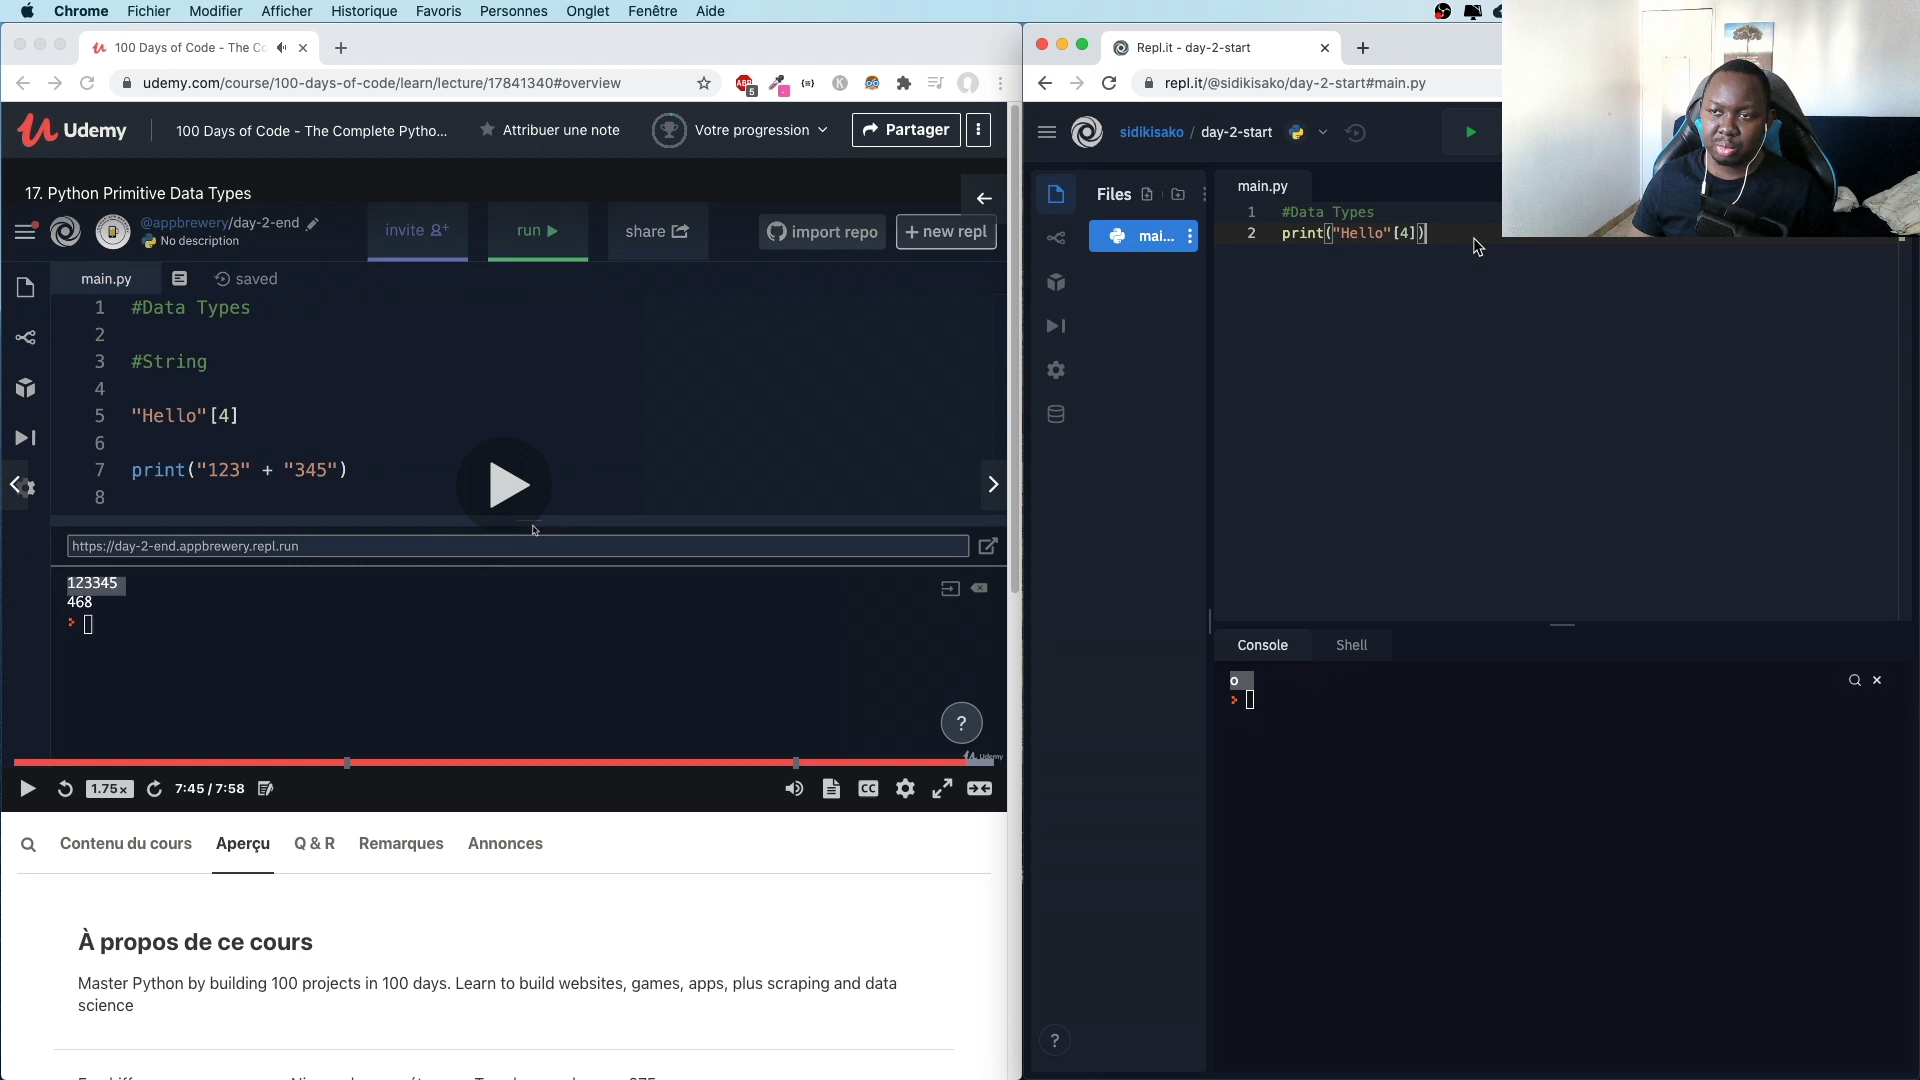 Chrome Fichier Modifier Afficher Historique Favoris Personnes Onglet Fenêtre Aide
100 Days of Code - The Co
udemy.com/course/100-days-of-code/learn/lecture/17841340#overview
ABP
5
Udemy
100 Days of Code - The Complete Pytho...
Attribuer une note
Votre progression
Partager
17. Python Primitive Data Types
@appbrewery/day-2-end
No description
invite
run
share
import repo
+ new repl
main.py
saved
1 #Data Types
2
3 #String
4
5 "Hello"[4]
6
7 print("123" + "345")
8
https://day-2-end.appbrewery.repl.run
123345
468
?
Udemy
1.75x
7:45 / 7:58
CC
Contenu du cours Aperçu Q & R Remarques Annonces
À propos de ce cours
Master Python by building 100 projects in 100 days. Learn to build websites, games, apps, plus scraping and data
science
Repl.it - day-2-start
repl.it/@sidikisako/day-2-start#main.py
sidikisako / day-2-start
Files
mai...
main.py
1 #Data Types
2 print("Hello"[4])
Console Shell
o
?